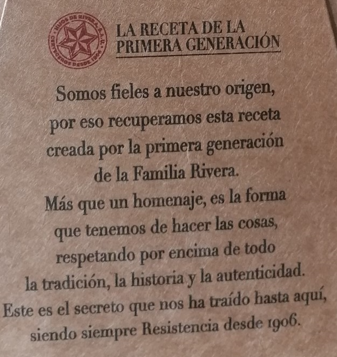 LA RECETA DE LA
PRIMERA GENERACIÓN
Somos fieles a nuestro origen,
por eso recuperamos esta receta
creada por la primera generación
de la Familia Rivera.
Más que un homenaje, es la forma
que tenemos de hacer las cosas,
respetando por encima de todo
la tradición, la historia y la autenticidad.
Este es el secreto que nos ha traído hasta aquí,
siendo siempre Resistencia desde 1906.